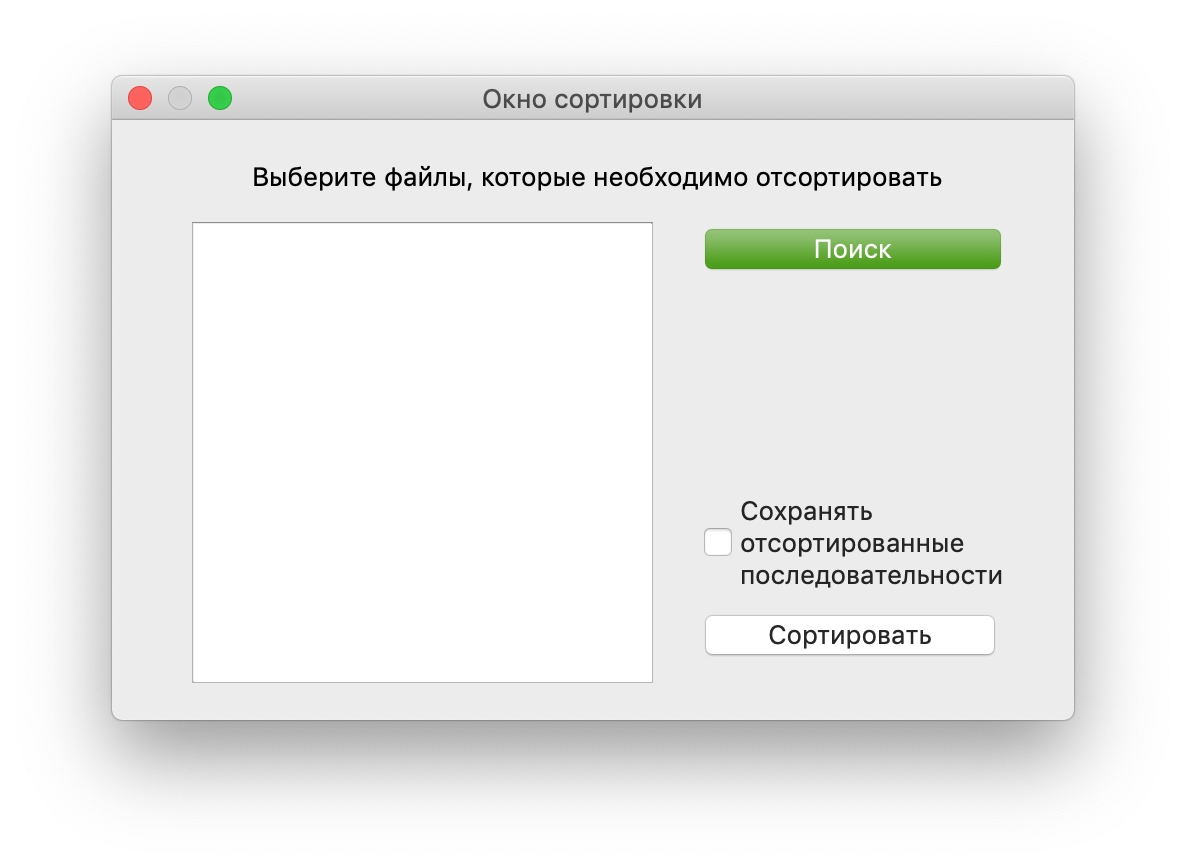 Окно сортировки
Выберите файлы, которые необходимо отсортировать
Поиск
Сохранять
отсортированные
последовательности
Сортировать